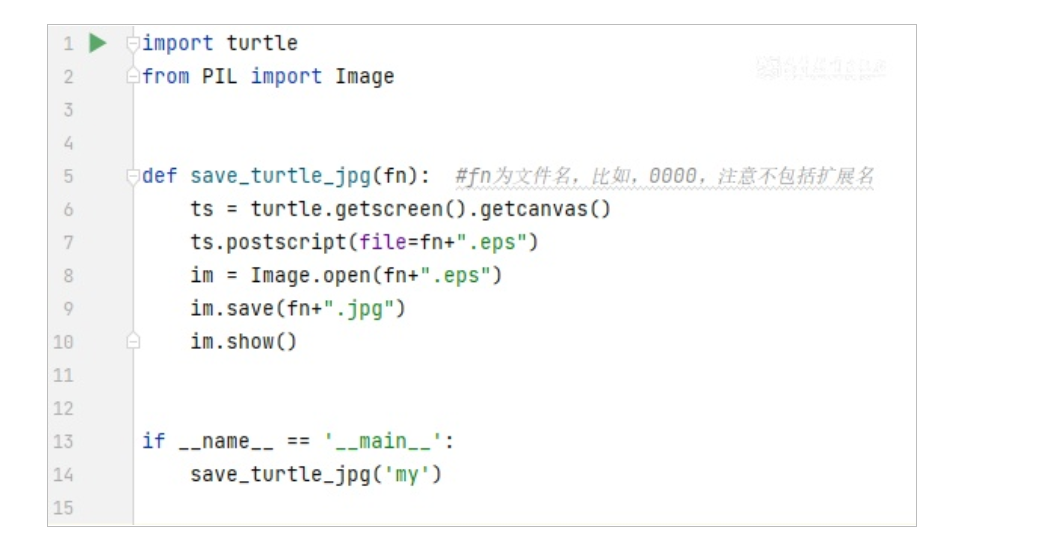 1 import turtle
2 from PIL import Image
3
4
5 def save_turtle_jpg(fn): #fn为文件名，比如，0000，注意不包括扩展名
6 ts = turtle.getscreen().getcanvas()
7 ts.postscript(file=fn+".eps")
8 im = Image.open(fn+".eps")
9 im.save(fn+".jpg")
10 im.show()
11
12
13 if __name__ == '__main__':
14 save_turtle_jpg('my')
15